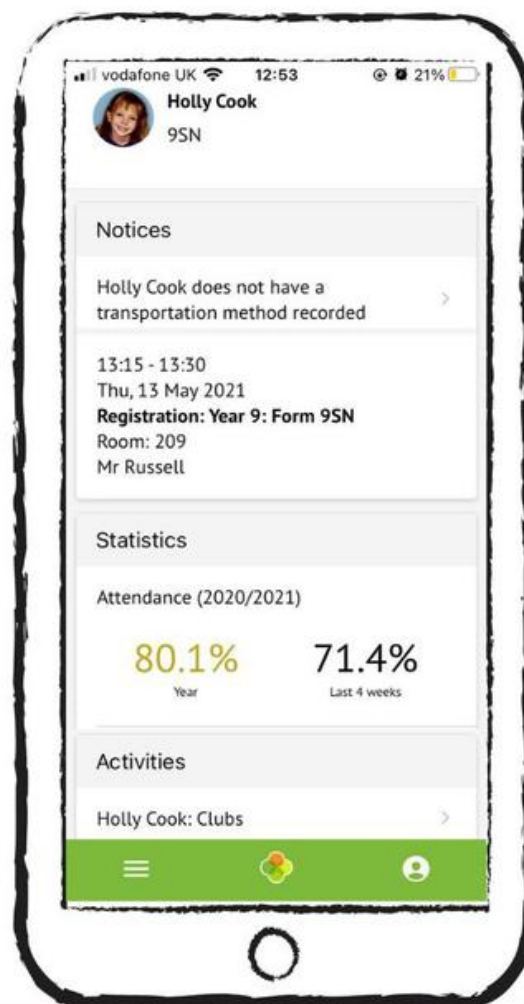 vodafone UK 12:53 21%
Holly Cook
9SN
Notices
Holly Cook does not have a
transportation method recorded
13:15 - 13:30
Thu, 13 May 2021
Registration: Year 9: Form 9SN
Room: 209
Mr Russell
Statistics
Attendance (2020/2021)
80.1% 71.4%
Year Last 4 weeks
Activities
Holly Cook: Clubs